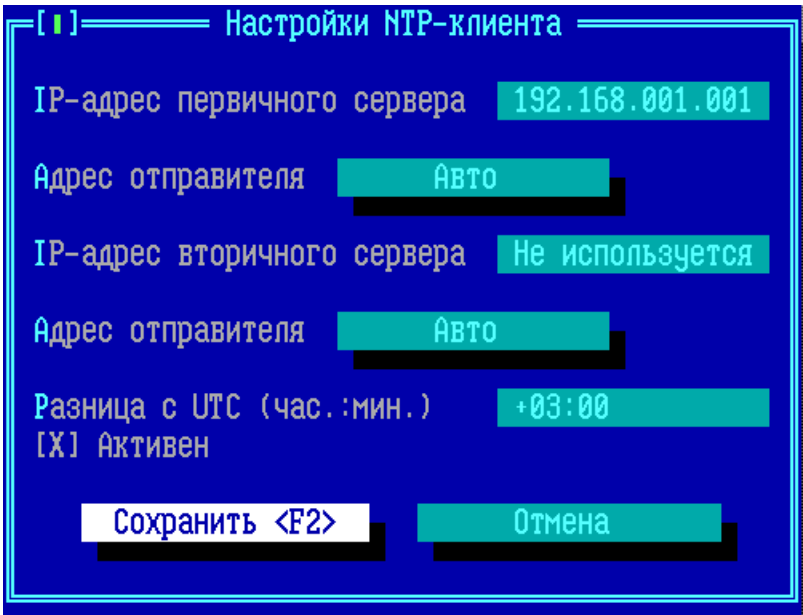 [▮] Настройки NTP-клиента
IP-адрес первичного сервера 192.168.001.001
Адрес отправителя Авто
IP-адрес вторичного сервера Не используется
Адрес отправителя Авто
Разница с UTC (час.:мин.) +03:00
[X] Активен
Сохранить <F2> Отмена